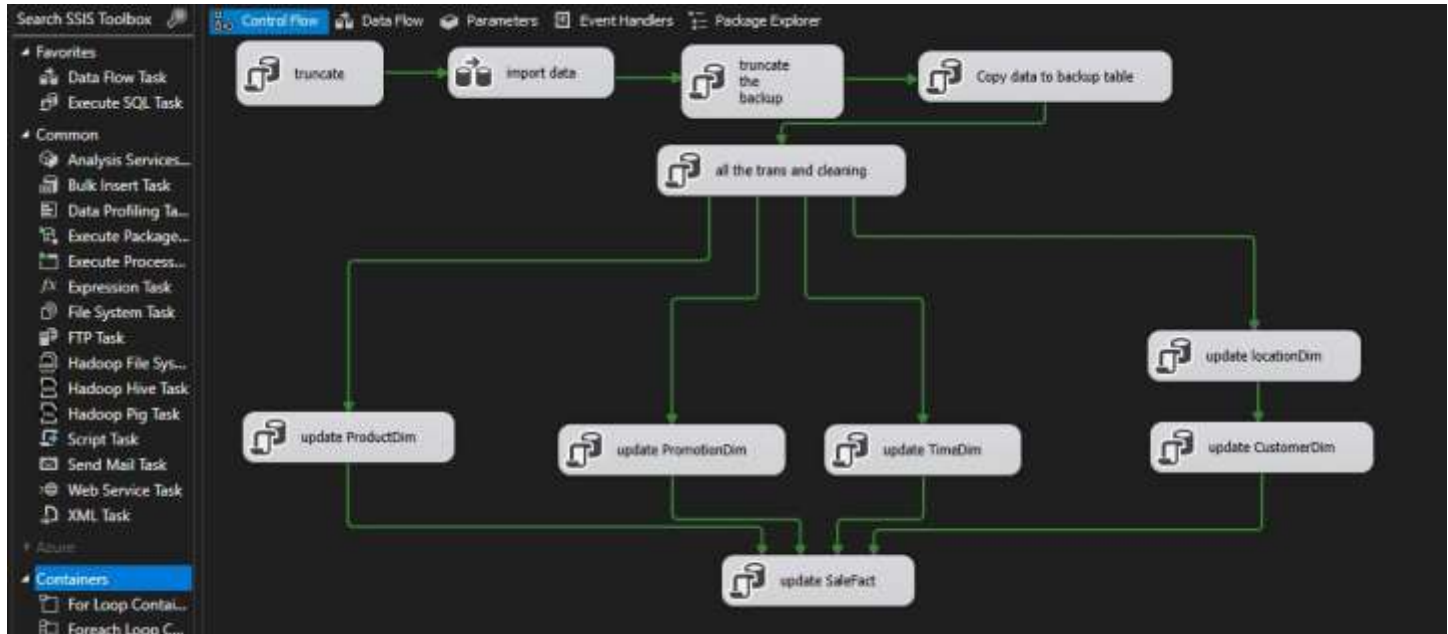 Search SSIS Toolbox
Control Flow
Data Flow
Parameters
Event Handlers
Package Explorer
Favorites
Data Flow Task
Execute SQL Task
Common
Analysis Services...
Bulk Insert Task
Data Profiling Ta...
Execute Package...
Execute Process...
Expression Task
File System Task
FTP Task
Hadoop File Sys...
Hadoop Hive Task
Hadoop Pig Task
Script Task
Send Mail Task
Web Service Task
XML Task
Azure
Containers
For Loop Contai...
Foreach Loop C...
truncate
import data
truncate
the
backup
Copy data to backup table
all the trans and cleaning
update locationDim
update ProductDim
update PromotionDim
update TimeDim
update CustomerDim
update SaleFact